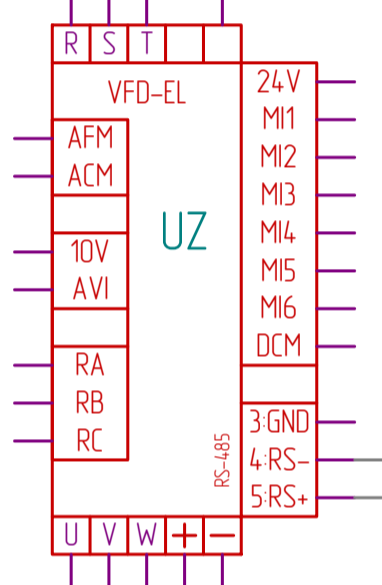 R S T
VFD-EL
24V
MI1
AFM
MI2
ACM
MI3
UZ
MI4
10V
MI5
AVI
MI6
DCM
RA
RB
3:GND
RC
RS-485
4:RS-
5:RS+
U V W + -